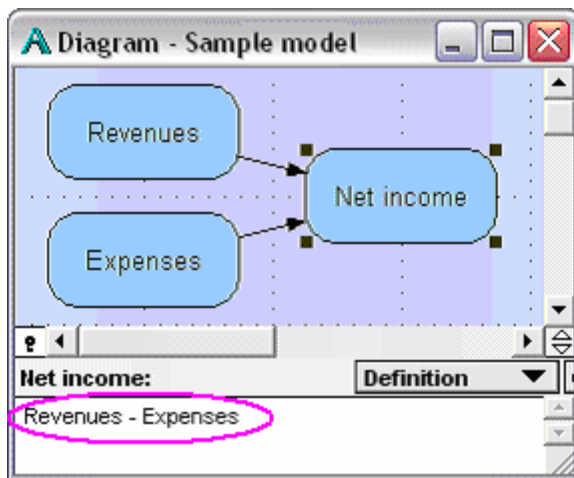 Diagram - Sample model
Revenues
Net income
Expenses
Net income:
Definition
Revenues - Expenses